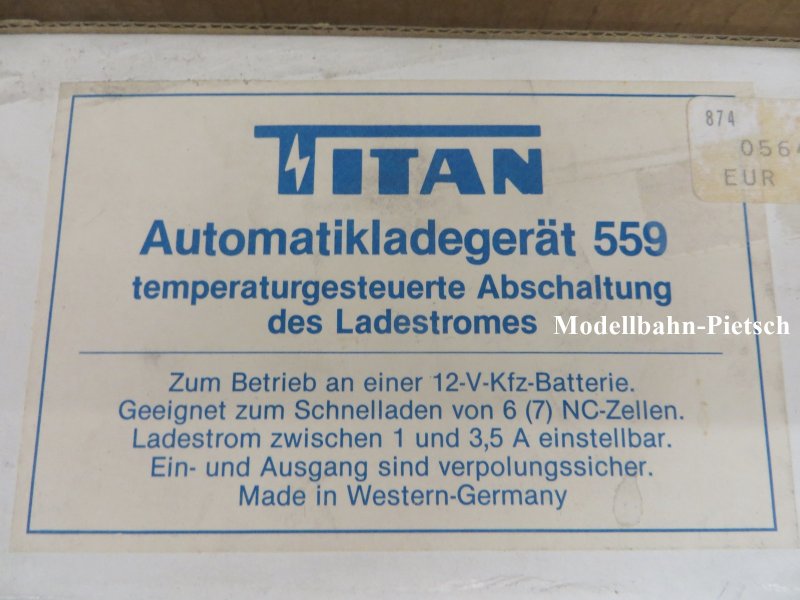 TITAN
874
0564
EUR
Automatikladegerät 559
temperaturgesteuerte Abschaltung
des Ladestromes
Modellbahn-Pietsch
Zum Betrieb an einer 12-V-Kfz-Batterie.
Geeignet zum Schnelladen von 6 (7) NC-Zellen.
Ladestrom zwischen 1 und 3,5 A einstellbar.
Ein- und Ausgang sind verpolungssicher.
Made in Western-Germany